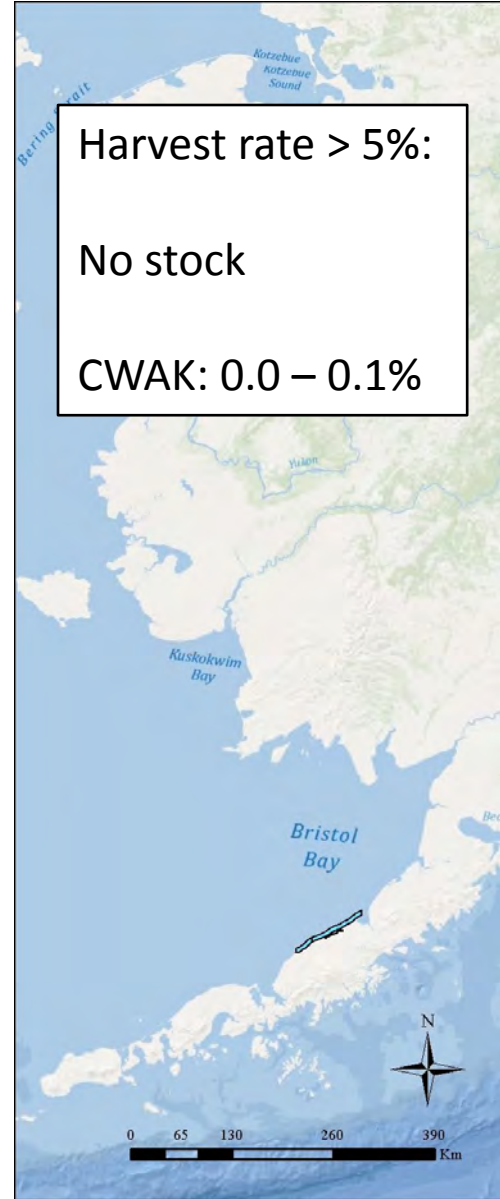 Kotzebue
Kotzebue
Sound
Bering Strait
Harvest rate > 5%:
No stock
CWAK: 0.0 – 0.1%
Yukon
Kuskokwim
Bay
Bristol
Bay
N
0 65 130 260 390
Km